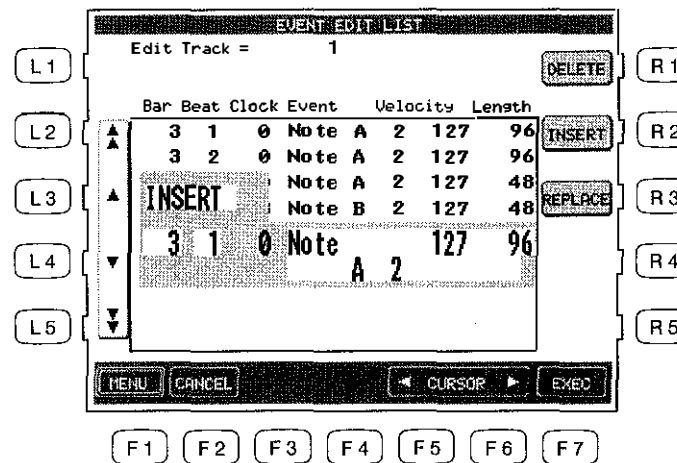 EVENT EDIT LIST
Edit Track = 1
L1
DELETE
R1
Bar Beat Clock Event Velocity Length
L2
3 1 0 Note A 2 127 96
INSERT
R2
3 2 0 Note A 2 127 96
Note A 2 127 48
L3
INSERT
REPLACE
R3
Note B 2 127 48
3 1 0 Note 127 96
L4
R4
A 2
L5
R5
MENU CANCEL CURSOR EXEC
F1 F2 F3 F4 F5 F6 F7